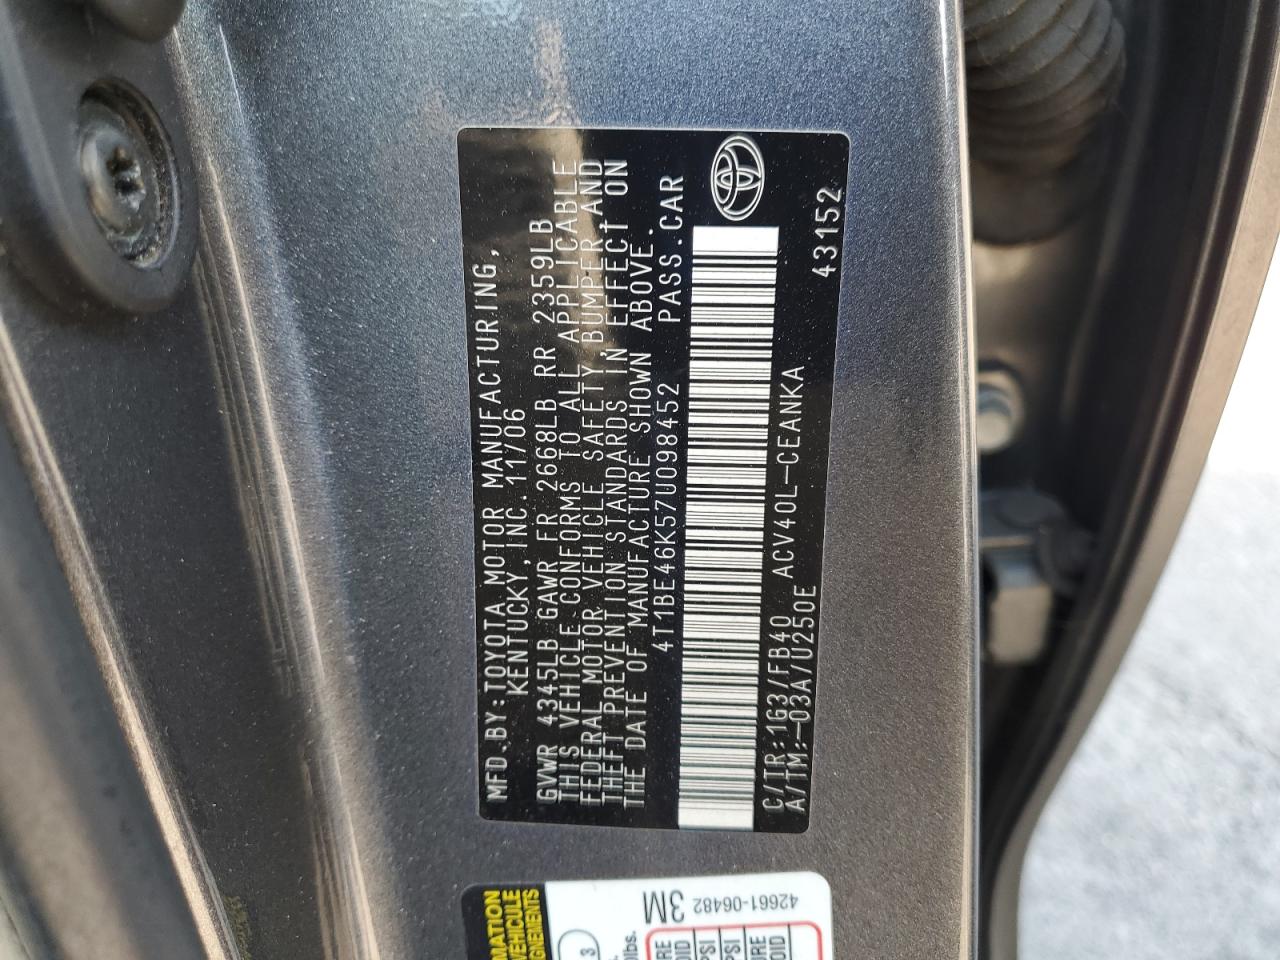 MFD.BY:TOYOTA MOTOR MANUFACTURING,
KENTUCKY,INC.11/06
GVWR 4345LB GAWR FR 2668LB RR 2359LB
THIS VEHICLE CONFORMS TO ALL APPLICABLE
FEDERAL MOTOR VEHICLE SAFETY,BUMPER AND
THEFT PREVENTION STANDARDS IN EFFECT ON
THE DATE OF MANUFACTURE SHOWN ABOVE.
4T1BE46K57U098452 PASS.CAR
C/TR:1G3/FB40 ACV40L-CEANKA
A/TM:-03A/U250E 43152
3M
42661-06482
VEHICULE